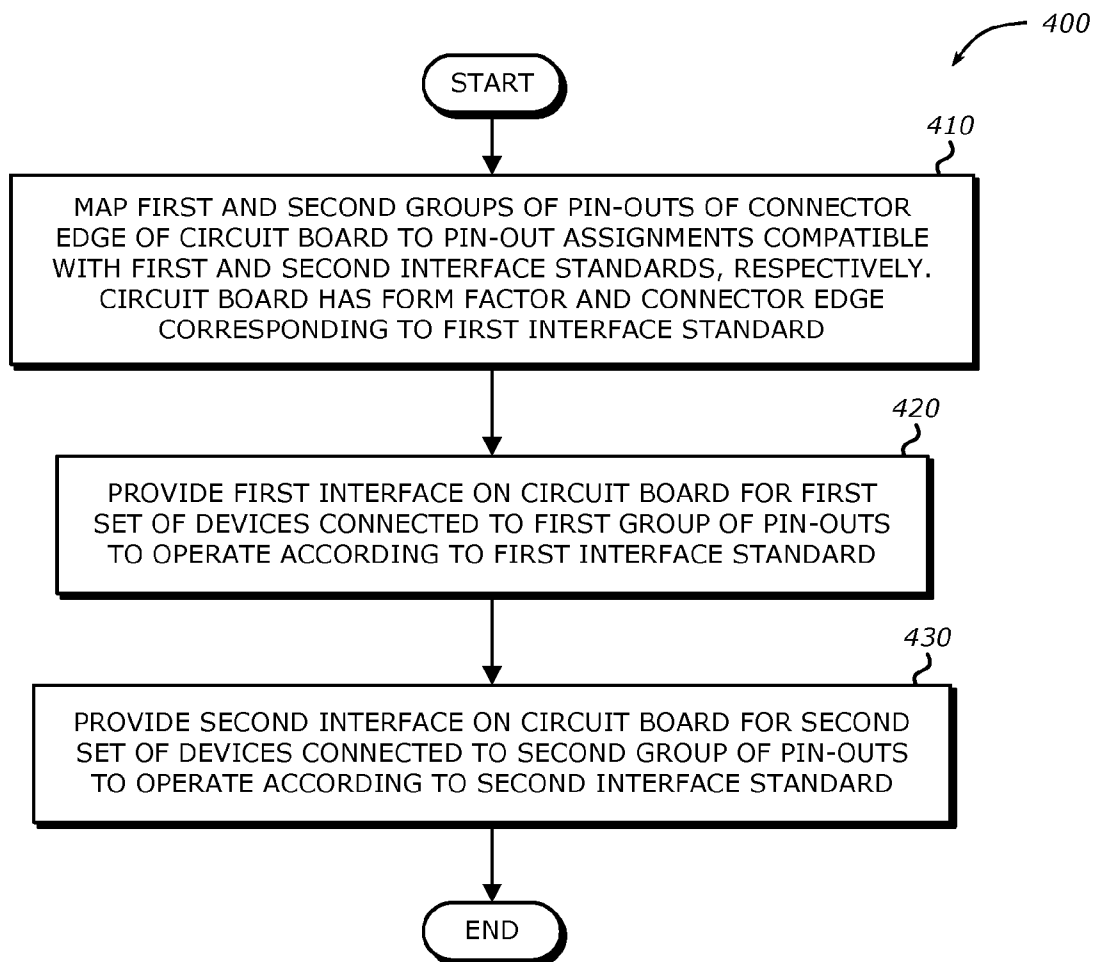 400
START
410
MAP FIRST AND SECOND GROUPS OF PIN-OUTS OF CONNECTOR
EDGE OF CIRCUIT BOARD TO PIN-OUT ASSIGNMENTS COMPATIBLE
WITH FIRST AND SECOND INTERFACE STANDARDS, RESPECTIVELY.
CIRCUIT BOARD HAS FORM FACTOR AND CONNECTOR EDGE
CORRESPONDING TO FIRST INTERFACE STANDARD
420
PROVIDE FIRST INTERFACE ON CIRCUIT BOARD FOR FIRST
SET OF DEVICES CONNECTED TO FIRST GROUP OF PIN-OUTS
TO OPERATE ACCORDING TO FIRST INTERFACE STANDARD
430
PROVIDE SECOND INTERFACE ON CIRCUIT BOARD FOR SECOND
SET OF DEVICES CONNECTED TO SECOND GROUP OF PIN-OUTS
TO OPERATE ACCORDING TO SECOND INTERFACE STANDARD
END